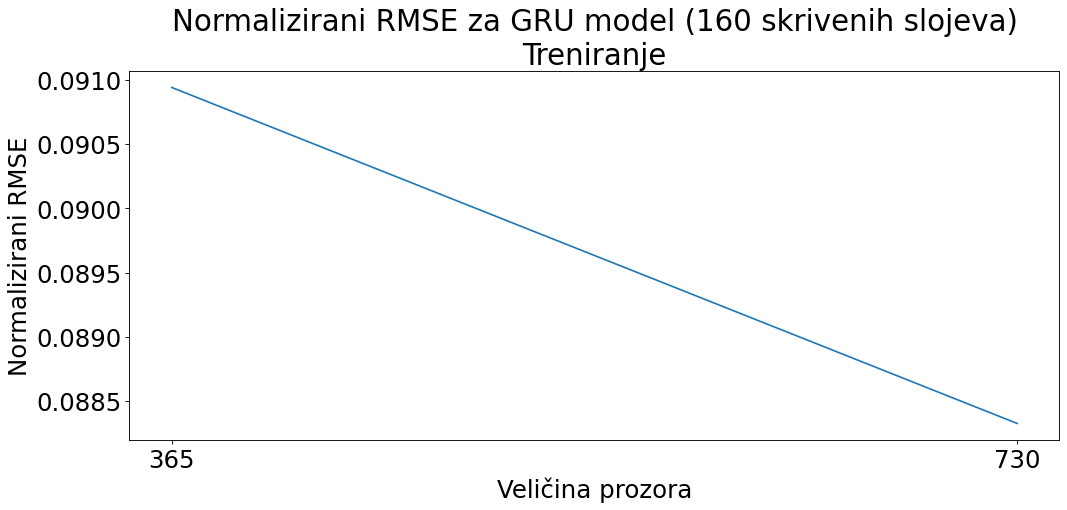 Normalizirani RMSE za GRU model (160 skrivenih slojeva)
Treniranje
Normalizirani RMSE
0.0910
0.0905
0.0900
0.0895
0.0890
0.0885
365
730
Veličina prozora